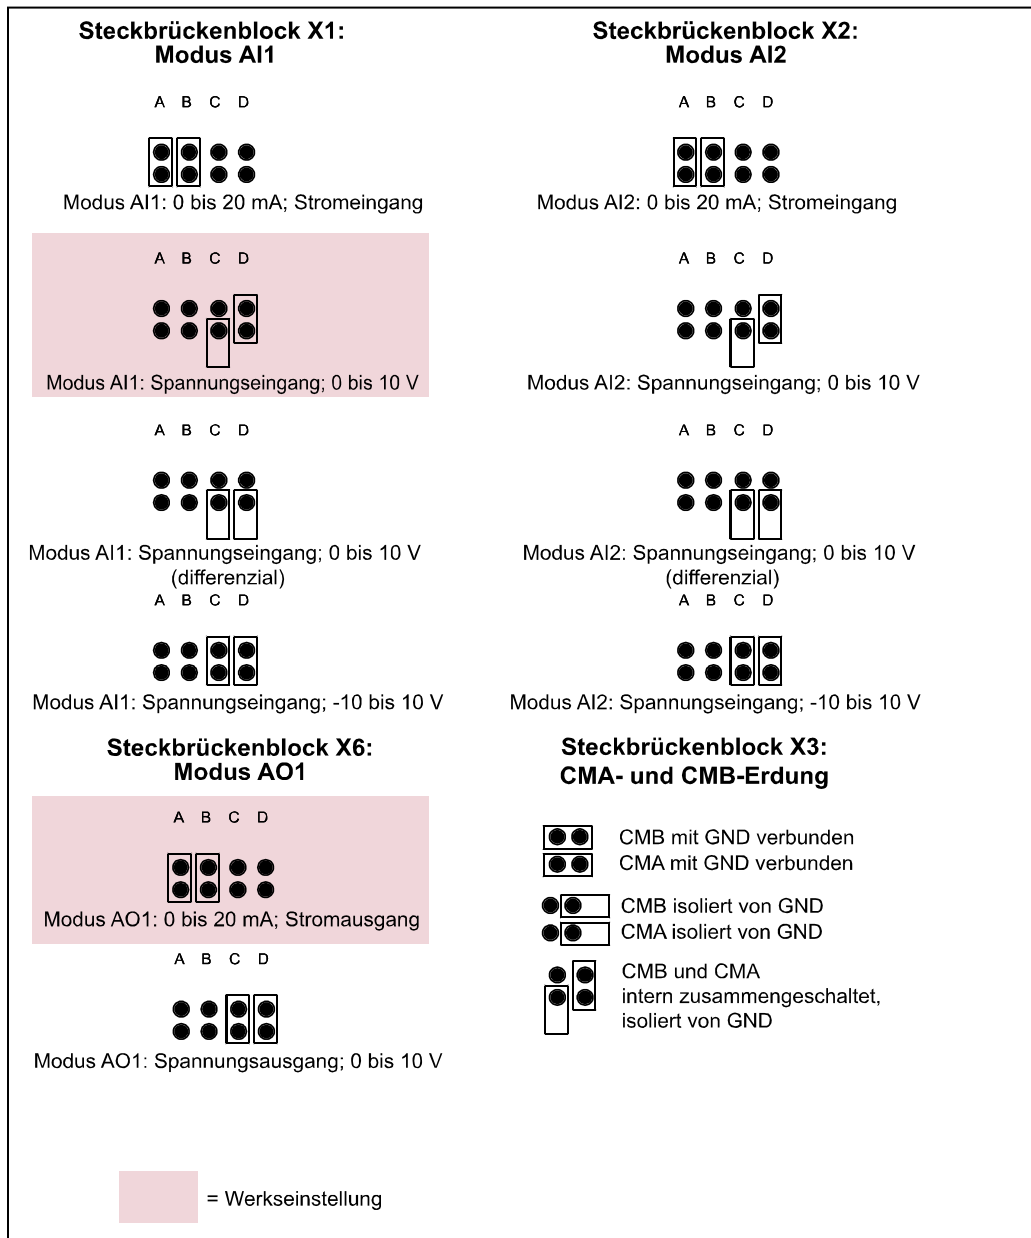 Steckbrückenblock X1:
Modus AI1
A B C D
Modus AI1: 0 bis 20 mA; Stromeingang
A B C D
Modus AI1: Spannungseingang; 0 bis 10 V
A B C D
Modus AI1: Spannungseingang; 0 bis 10 V
(differenzial)
A B C D
Modus AI1: Spannungseingang; -10 bis 10 V
Steckbrückenblock X2:
Modus AI2
A B C D
Modus AI2: 0 bis 20 mA; Stromeingang
A B C D
Modus AI2: Spannungseingang; 0 bis 10 V
A B C D
Modus AI2: Spannungseingang; 0 bis 10 V
(differenzial)
A B C D
Modus AI2: Spannungseingang; -10 bis 10 V
Steckbrückenblock X6:
Modus AO1
A B C D
Modus AO1: 0 bis 20 mA; Stromausgang
A B C D
Modus AO1: Spannungsausgang; 0 bis 10 V
Steckbrückenblock X3:
CMA- und CMB-Erdung
CMB mit GND verbunden
CMA mit GND verbunden
CMB isoliert von GND
CMA isoliert von GND
CMB und CMA
intern zusammengeschaltet,
isoliert von GND
= Werkseinstellung